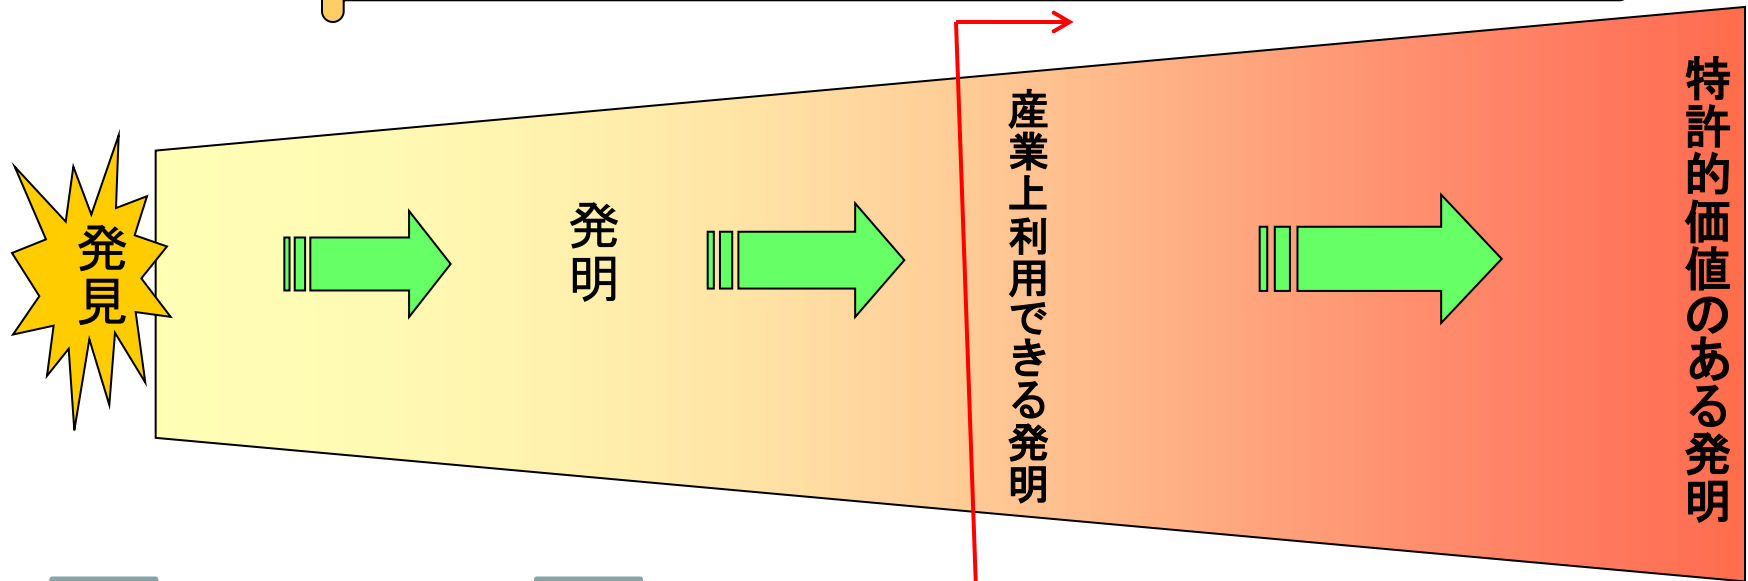 発見
発明
産業上利用できる発明
特許的価値のある発明